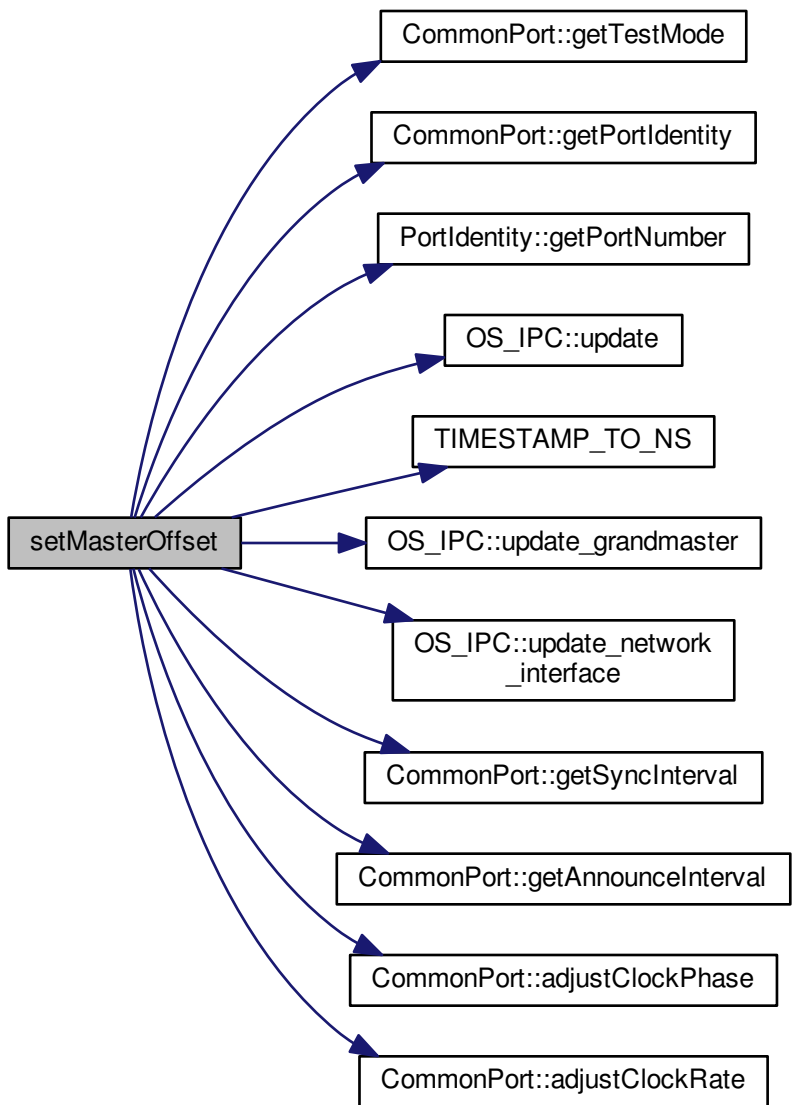 CommonPort::getTestMode
CommonPort::getPortIdentity
PortIdentity::getPortNumber
OS_IPC::update
TIMESTAMP_TO_NS
setMasterOffset
OS_IPC::update_grandmaster
OS_IPC::update_network
_interface
CommonPort::getSyncInterval
CommonPort::getAnnounceInterval
CommonPort::adjustClockPhase
CommonPort::adjustClockRate